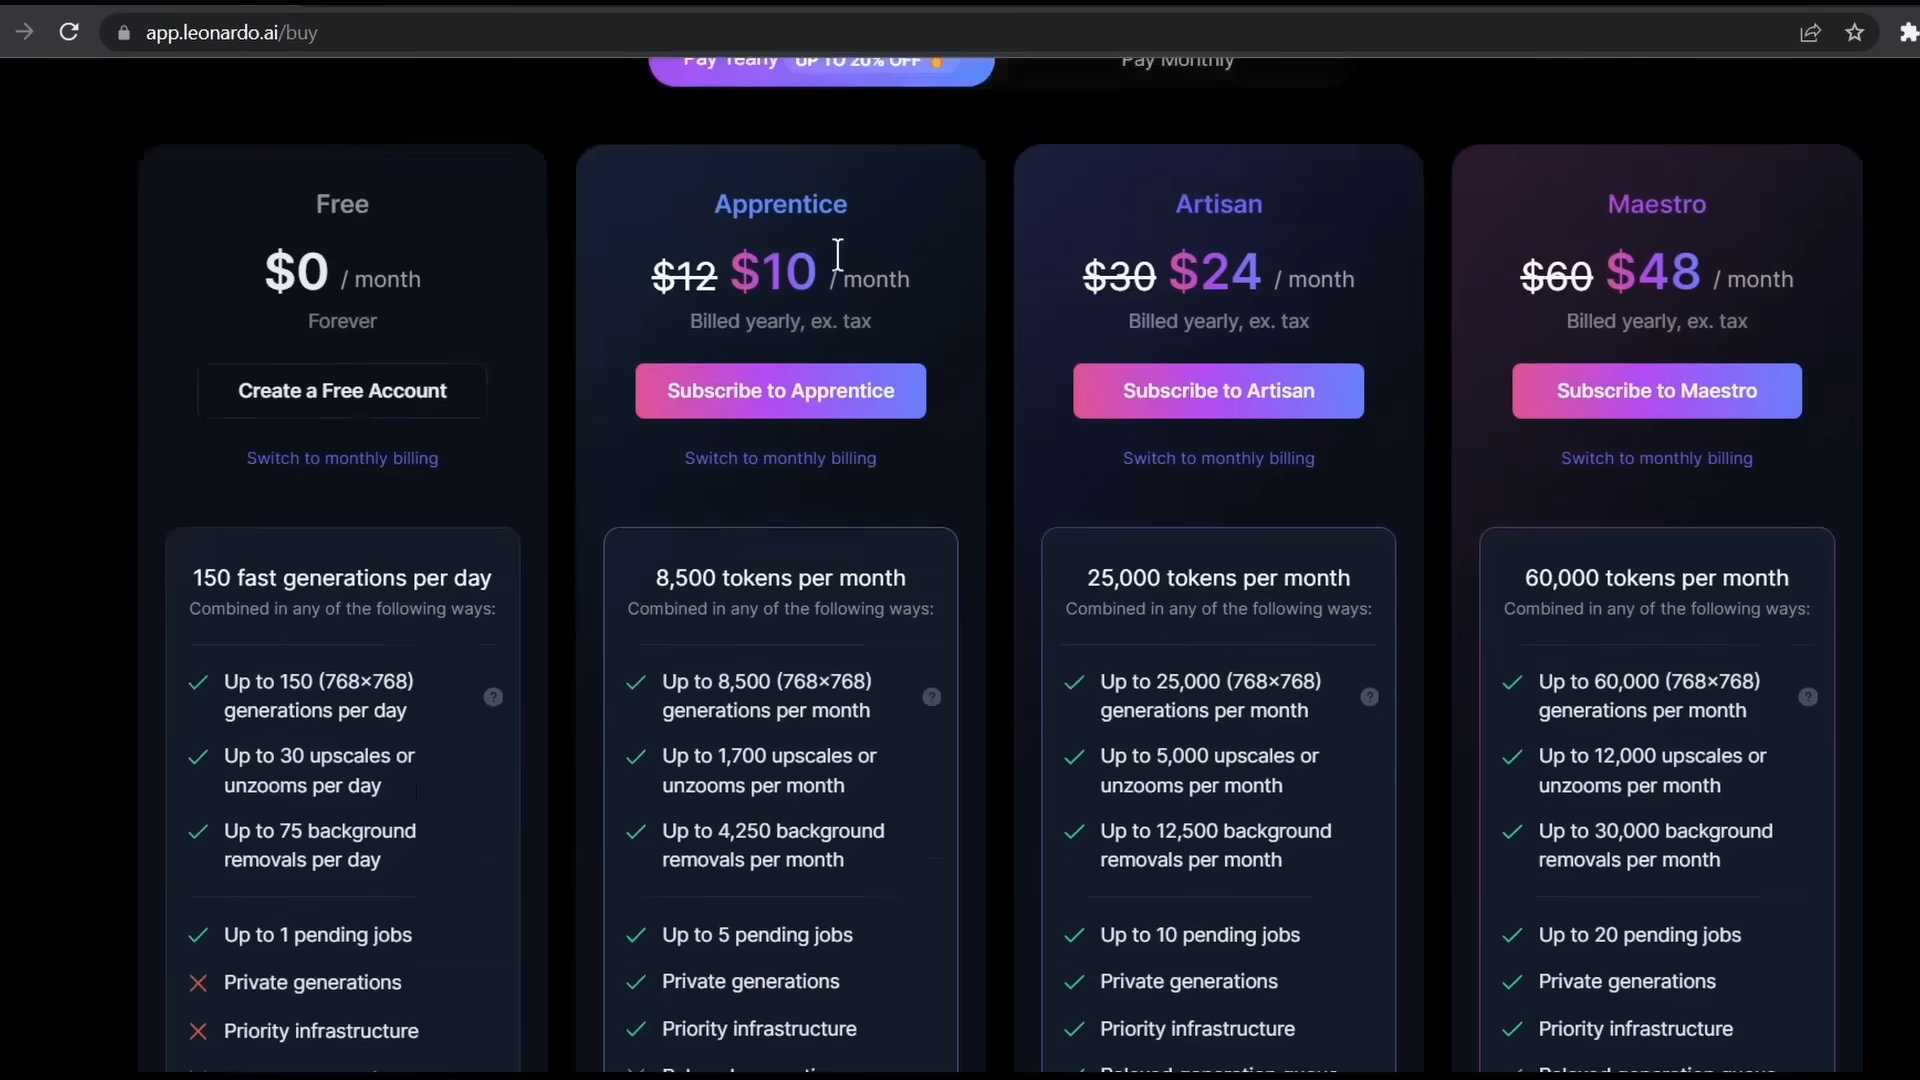 app.leonardo.ai/buy
Pay Yearly UP TO 20% OFF
Pay Monthly
Free
$0 / month
Forever
Create a Free Account
Switch to monthly billing
150 fast generations per day
Combined in any of the following ways:
Up to 150 (768×768)
generations per day
?
Up to 30 upscales or
unzooms per day
Up to 75 background
removals per day
Up to 1 pending jobs
Private generations
Priority infrastructure
Apprentice
$12 $10 / month
Billed yearly, ex. tax
Subscribe to Apprentice
Switch to monthly billing
8,500 tokens per month
Combined in any of the following ways:
Up to 8,500 (768×768)
generations per month
?
Up to 1,700 upscales or
unzooms per month
Up to 4,250 background
removals per month
Up to 5 pending jobs
Private generations
Priority infrastructure
Artisan
$30 $24 / month
Billed yearly, ex. tax
Subscribe to Artisan
Switch to monthly billing
25,000 tokens per month
Combined in any of the following ways:
Up to 25,000 (768×768)
generations per month
?
Up to 5,000 upscales or
unzooms per month
Up to 12,500 background
removals per month
Up to 10 pending jobs
Private generations
Priority infrastructure
Maestro
$60 $48 / month
Billed yearly, ex. tax
Subscribe to Maestro
Switch to monthly billing
60,000 tokens per month
Combined in any of the following ways:
Up to 60,000 (768×768)
generations per month
?
Up to 12,000 upscales or
unzooms per month
Up to 30,000 background
removals per month
Up to 20 pending jobs
Private generations
Priority infrastructure